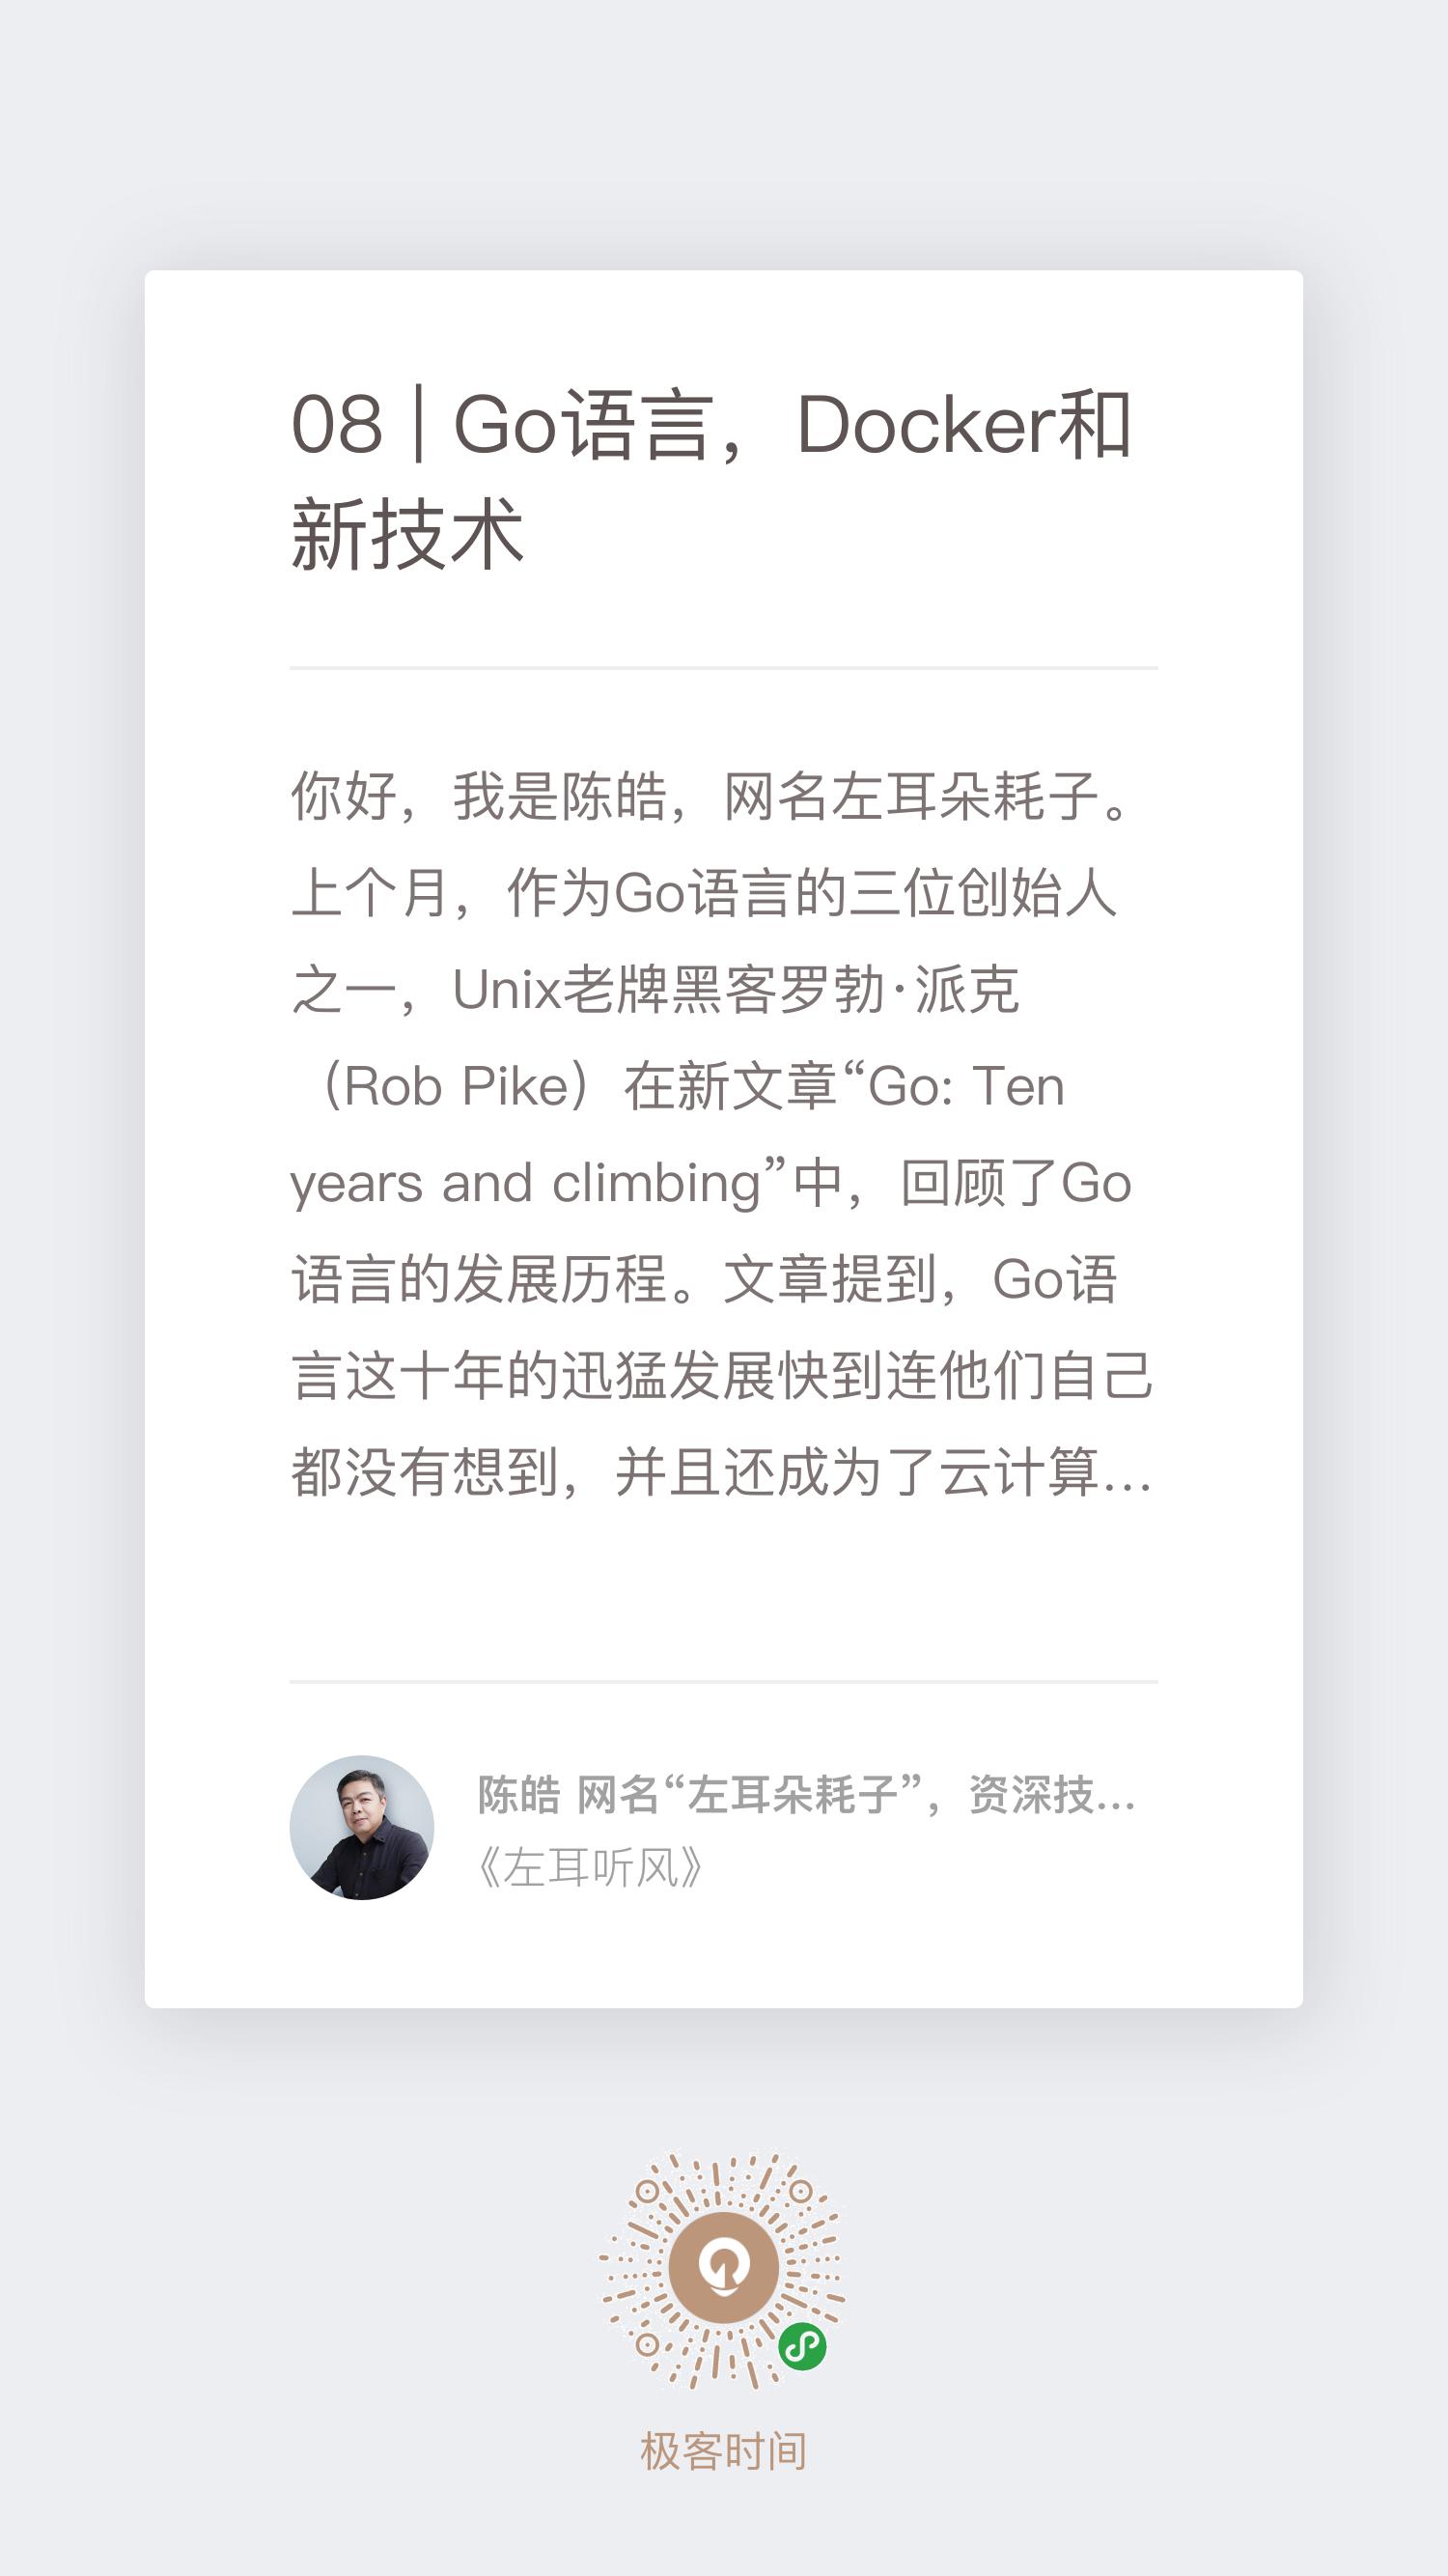 08 | Go语言，Docker和
新技术
你好，我是陈皓，网名左耳朵耗子。
上个月，作为Go语言的三位创始人
之一，Unix老牌黑客罗勃·派克
（Rob Pike）在新文章“Go: Ten
years and climbing”中，回顾了Go
语言的发展历程。文章提到，Go语
言这十年的迅猛发展快到连他们自己
都没有想到，并且还成为了云计算...
陈皓 网名“左耳朵耗子”，资深技...
《左耳听风》
极客时间